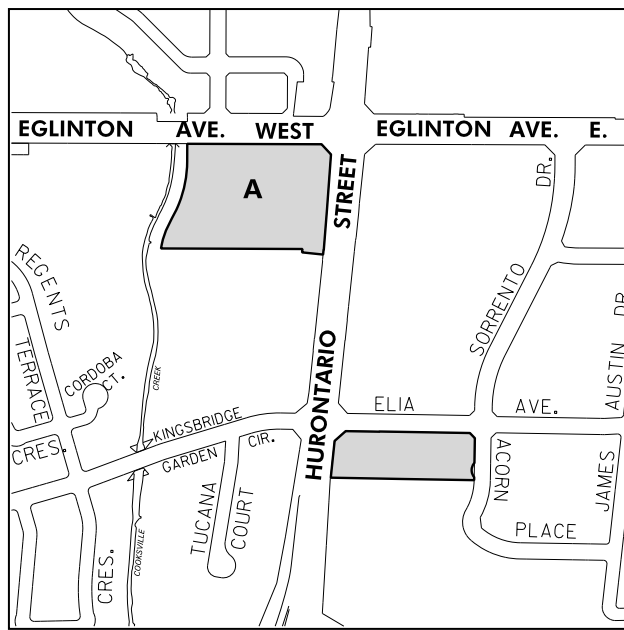 EGLINTON AVE. WEST EGLINTON AVE. E.
A
STREET
DR.
REGENTS
TERRACE
CRES.
CORDOBA
CT.
CREEK
SORRENTO
AUSTIN DR.
HURONTARIO
ELIA AVE.
KINGSBRIDGE
GARDEN CIR.
TUCANA
COURT
ACORN
PLACE
JAMES
CRES.
COOKSVILLE